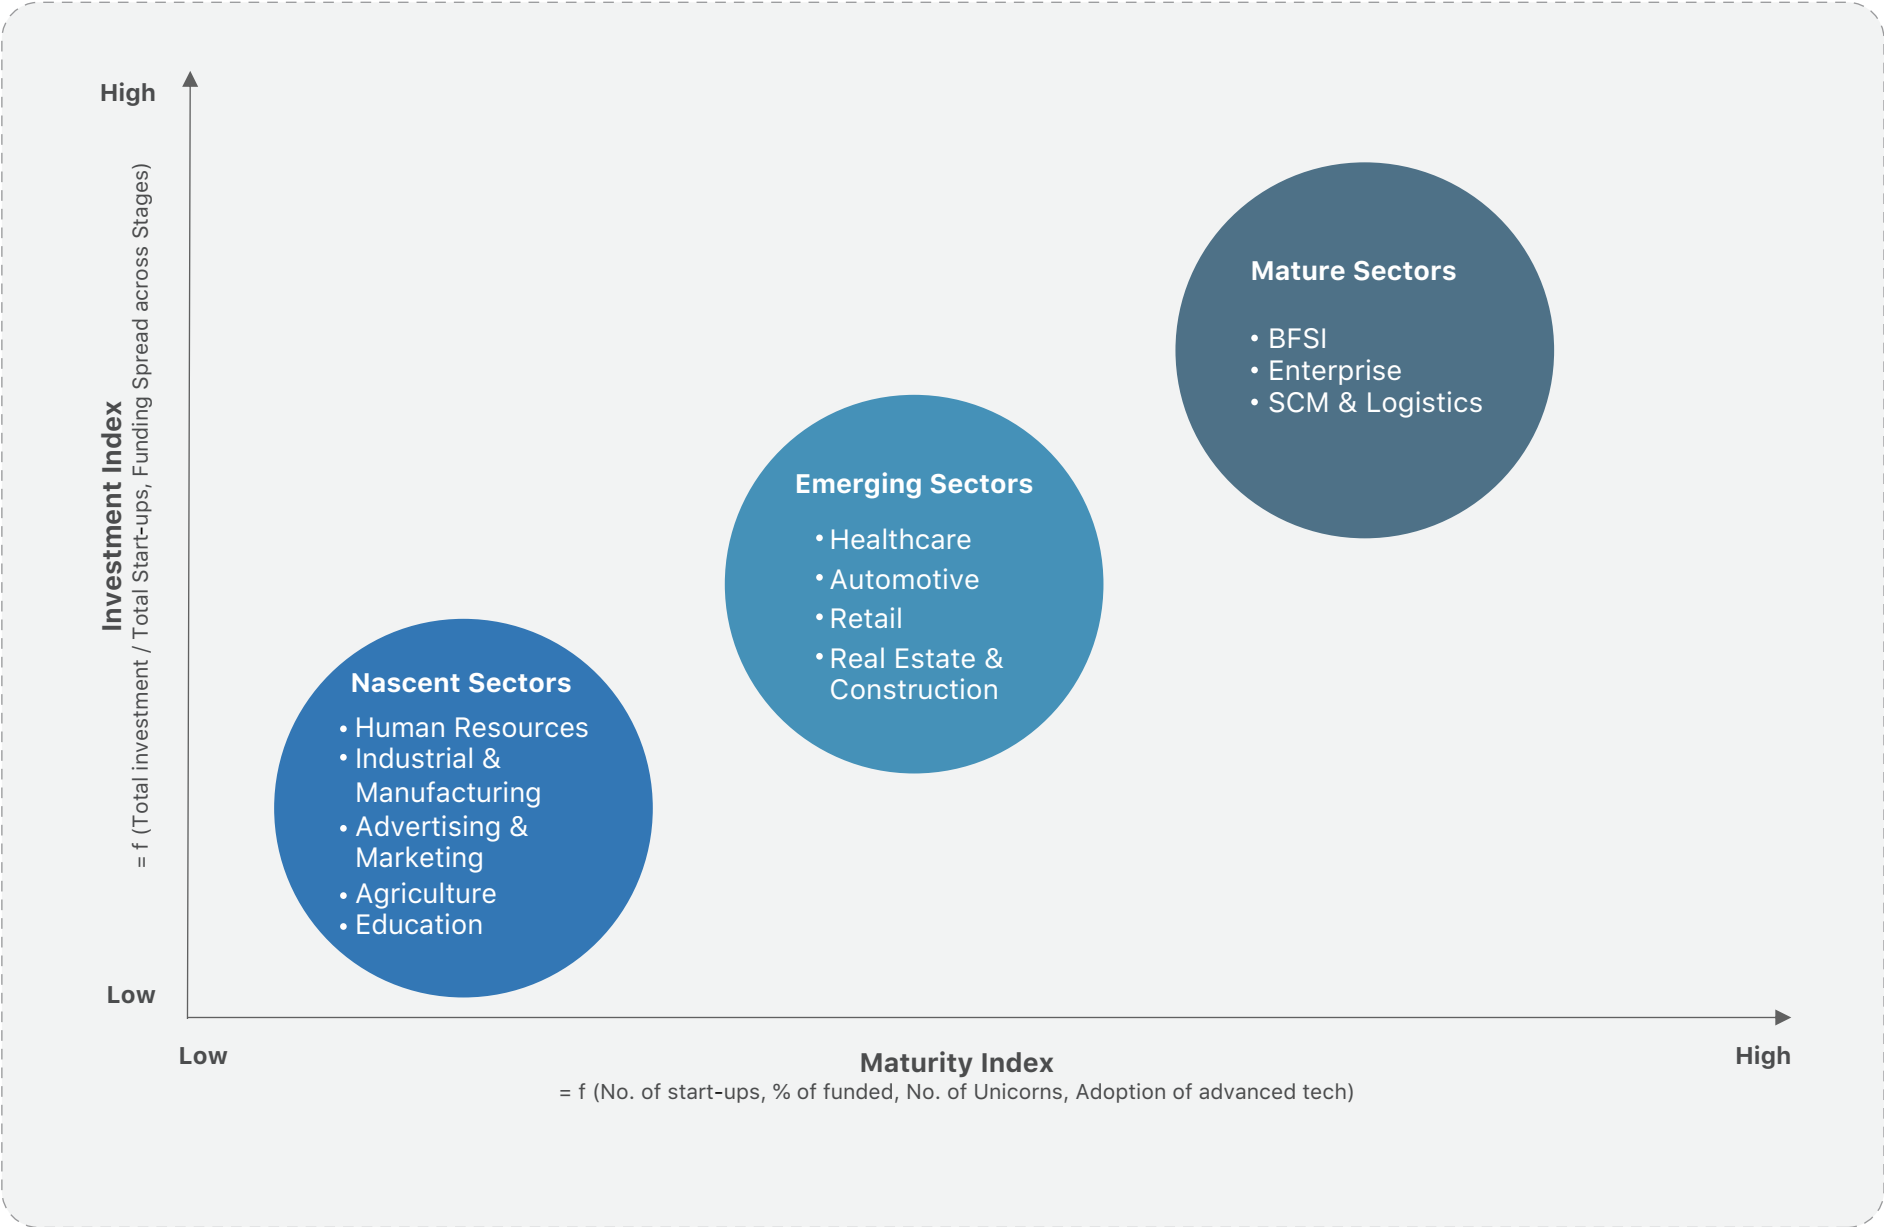 High
Investment Index
= f (Total investment / Total Start-ups, Funding Spread across Stages)
Low
Mature Sectors
• BFSI
• Enterprise
• SCM & Logistics
Emerging Sectors
• Healthcare
• Automotive
• Retail
• Real Estate &
Construction
Nascent Sectors
• Human Resources
• Industrial &
Manufacturing
• Advertising &
Marketing
• Agriculture
• Education
Low
Maturity Index
High
= f (No. of start-ups, % of funded, No. of Unicorns, Adoption of advanced tech)